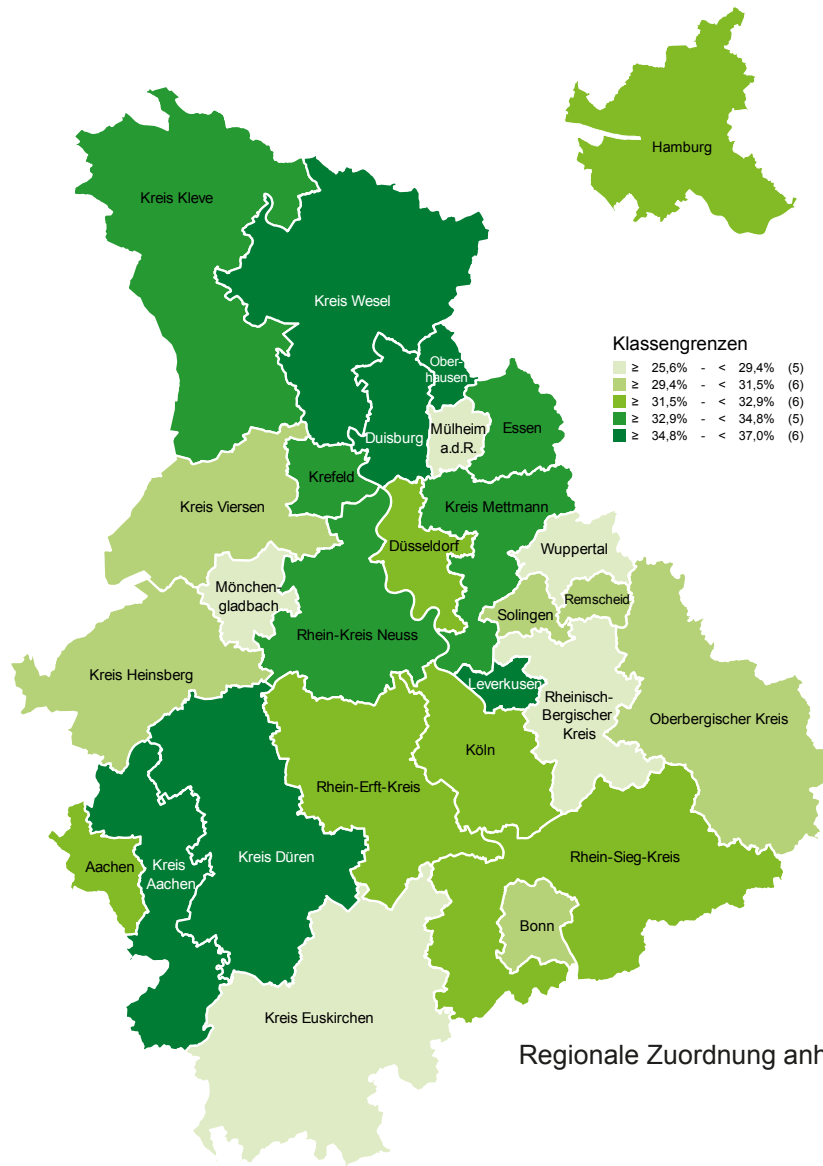 Hamburg
Kreis Kleve
Kreis Wesel
Klassengrenzen
≥ 25,6% - < 29,4% (5)
≥ 29,4% - < 31,5% (6)
≥ 31,5% - < 32,9% (6)
≥ 32,9% - < 34,8% (5)
≥ 34,8% - < 37,0% (6)
Ober-
hausen
Duisburg
Mülheim
a.d.R.
Essen
Krefeld
Kreis Viersen
Kreis Mettmann
Düsseldorf
Wuppertal
Mönchen-
gladbach
Solingen
Remscheid
Rhein-Kreis Neuss
Kreis Heinsberg
Leverkusen
Rheinisch-
Bergischer
Kreis
Oberbergischer Kreis
Köln
Rhein-Erft-Kreis
Kreis Düren
Aachen
Kreis
Aachen
Rhein-Sieg-Kreis
Bonn
Kreis Euskirchen
Regionale Zuordnung anh